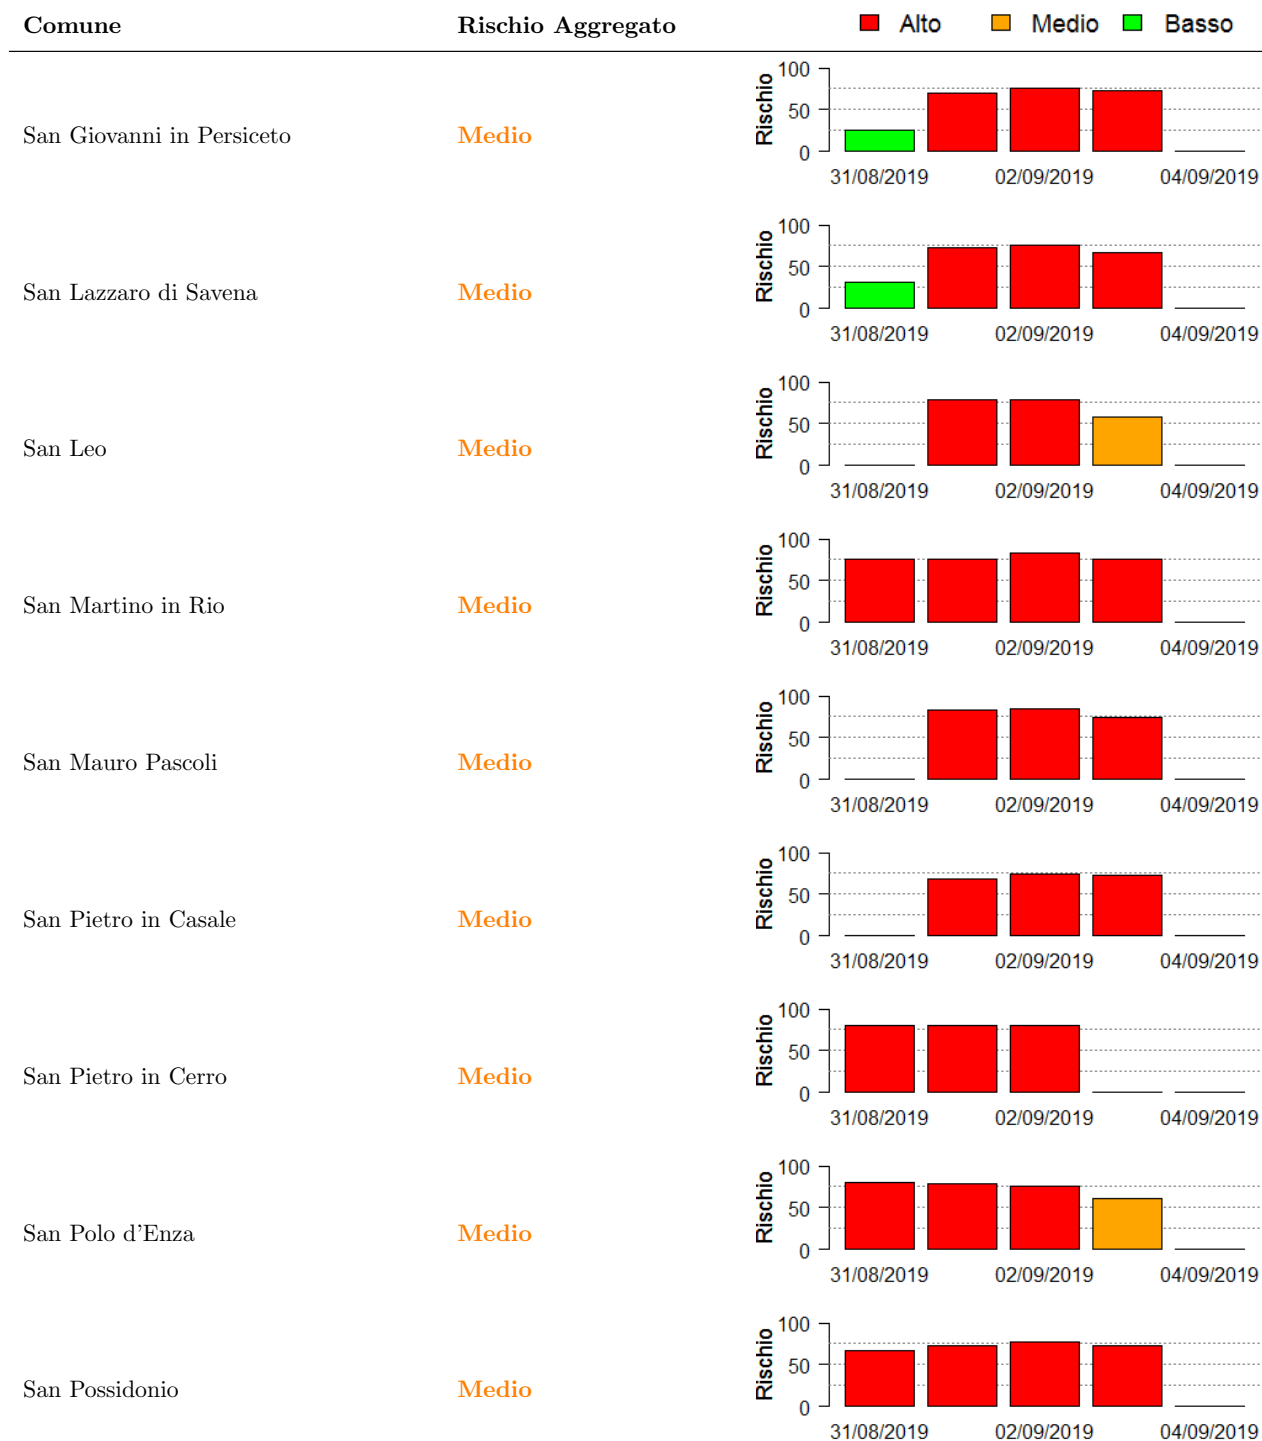 Comune Rischio Aggregato Alto Medio Basso
100
50
0
Rischio
San Giovanni in Persiceto Medio
31/08/2019 02/09/2019 04/09/2019
100
50
0
Rischio
San Lazzaro di Savena Medio
31/08/2019 02/09/2019 04/09/2019
100
50
0
Rischio
San Leo Medio
31/08/2019 02/09/2019 04/09/2019
100
50
0
Rischio
San Martino in Rio Medio
31/08/2019 02/09/2019 04/09/2019
100
50
0
Rischio
San Mauro Pascoli Medio
31/08/2019 02/09/2019 04/09/2019
100
50
0
Rischio
San Pietro in Casale Medio
31/08/2019 02/09/2019 04/09/2019
100
50
0
Rischio
San Pietro in Cerro Medio
31/08/2019 02/09/2019 04/09/2019
100
50
0
Rischio
San Polo d'Enza Medio
31/08/2019 02/09/2019 04/09/2019
100
50
0
Rischio
San Possidonio Medio
31/08/2019 02/09/2019 04/09/2019